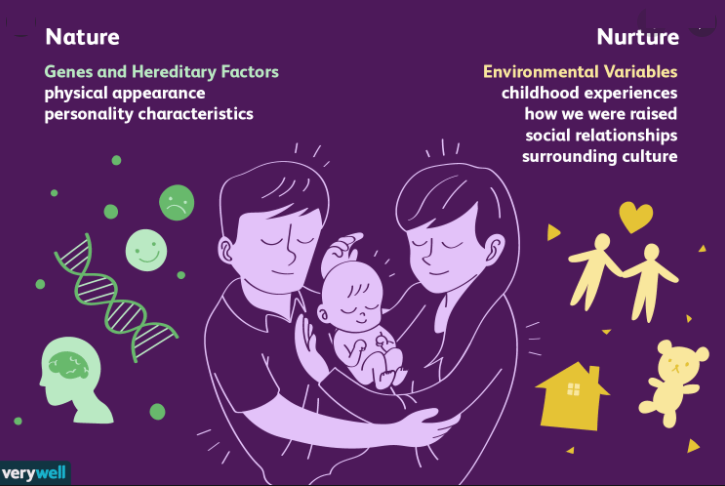 Nature
Genes and Hereditary Factors
physical appearance
personality characteristics
Nurture
Environmental Variables
childhood experiences
how we were raised
social relationships
surrounding culture
verywell